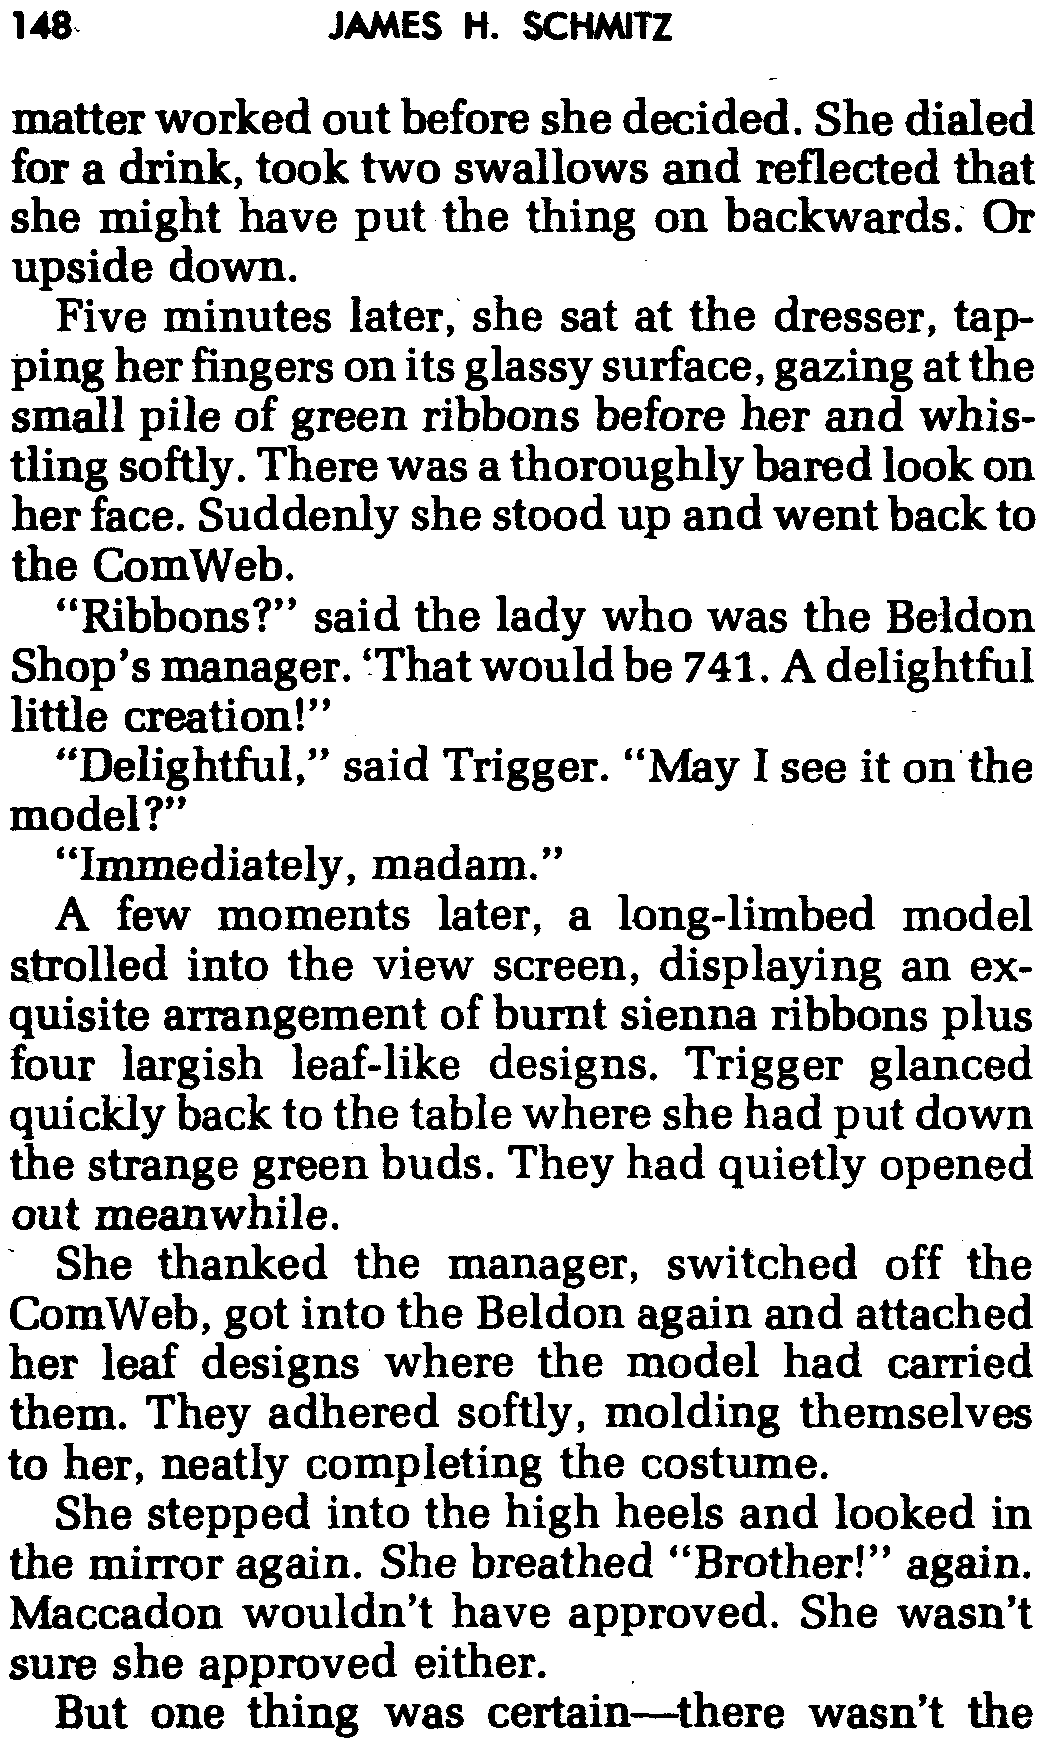 148 JAMES H. SCHMITZ
matter worked out before she decided. She dialed
for a drink, took two swallows and reflected that
she might have put the thing on backwards. Or
upside down.
Five minutes later, she sat at the dresser, tap-
ping her fingers on its glassy surface, gazing at the
small pile of green ribbons before her and whis-
tling softly. There was a thoroughly bared look on
her face. Suddenly she stood up and went back to
the ComWeb.
“Ribbons?” said the lady who was the Beldon
Shop’s manager. ‘That would be 741. A delightful
little creation!”
“Delightful,” said Trigger. “May I see it on the
model?”
“Immediately, madam.”
A few moments later, a long-limbed model
strolled into the view screen, displaying an ex-
quisite arrangement of burnt sienna ribbons plus
four largish leaf-like designs. Trigger glanced
quickly back to the table where she had put down
the strange green buds. They had quietly opened
out meanwhile.
She thanked the manager, switched off the
ComWeb, got into the Beldon again and attached
her leaf designs where the model had carried
them. They adhered softly, molding themselves
to her, neatly completing the costume.
She stepped into the high heels and looked in
the mirror again. She breathed “Brother!” again.
Maccadon wouldn’t have approved. She wasn’t
sure she approved either.
But one thing was certain—there wasn’t the